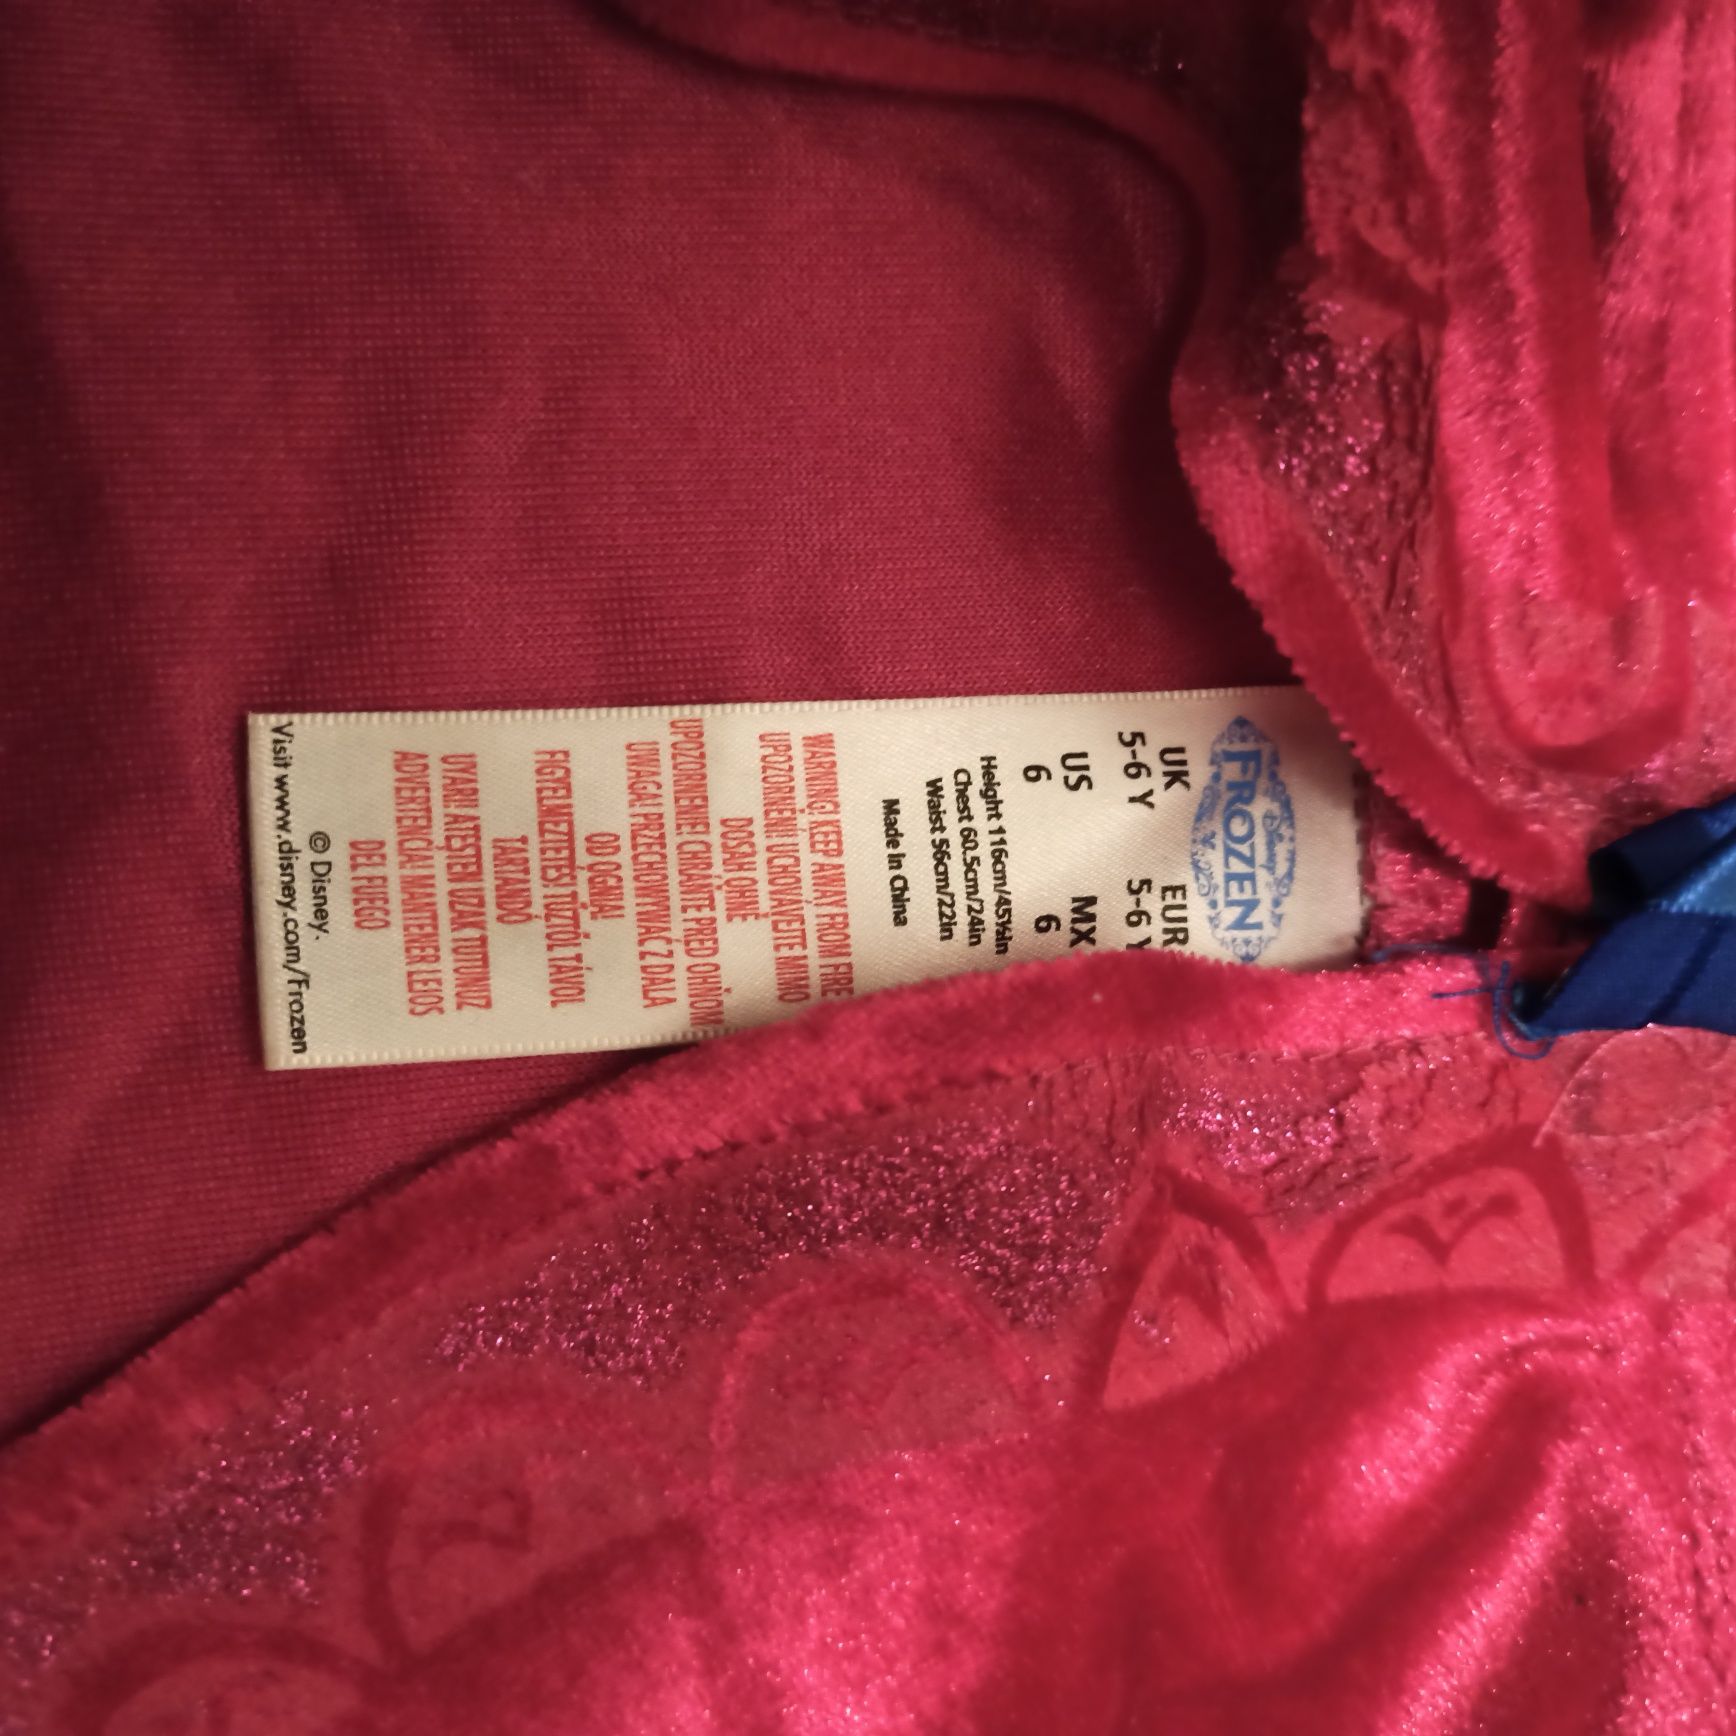 Disney
FROZEN
UK EUR
5-6 Y 5-6 Y
US MX
6 6
Height 116cm/45½in
Chest 60.5cm/24in
Waist 56cm/22in
Made In China
WARNING! KEEP AWAY FROM FIRE
UPOZORNĚNÍ! UCHOVÁVEJTE MIMO
DOSAH OHNĚ
UPOZORNENIE! CHRÁŇTE PRED OHŇOM
UWAGA! PRZECHOWYWAĆ Z DALA
OD OGNIA!
FIGYELMEZTETÉS! TŰZTŐL TÁVOL
TARTANDÓ
UYARI! ATEŞTEN UZAK TUTUNUZ
ADVERTENCIA! MANTENER LEJOS
DEL FUEGO
© Disney.
Visit www.disney.com/Frozen